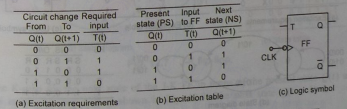 Circuit change Required
From To input
Q(t) Q(t+1) T(t)
0 0 0
0 1 1
1 0 1
1 1 0
(a) Excitation requirements
Present Input Next
state (PS) to FF state (NS)
Q(t) T(t) Q(t+1)
0 0 0
0 1 1
1 1 0
1 0 1
(b) Excitation table
T Q
FF
CLK
Q̅
(c) Logic symbol